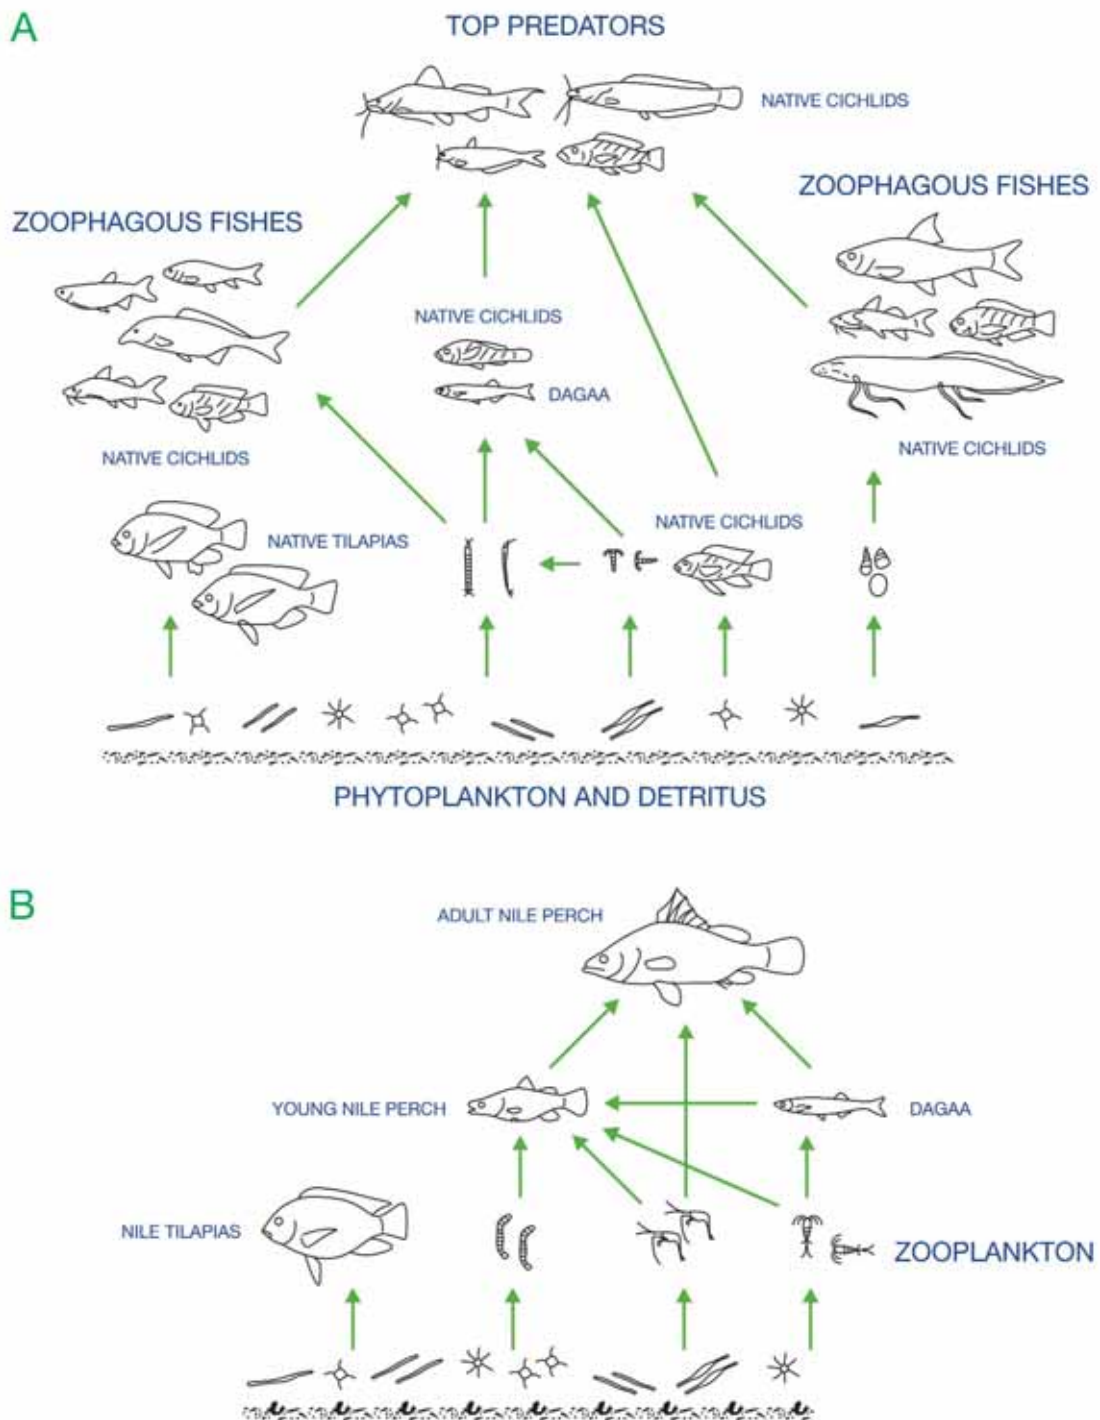 A
TOP PREDATORS
NATIVE CICHLIDS
ZOOPHAGOUS FISHES
ZOOPHAGOUS FISHES
NATIVE CICHLIDS
DAGAA
NATIVE CICHLIDS
NATIVE CICHLIDS
NATIVE CICHLIDS
NATIVE TILAPIAS
PHYTOPLANKTON AND DETRITUS
B
ADULT NILE PERCH
YOUNG NILE PERCH
DAGAA
NILE TILAPIAS
ZOOPLANKTON